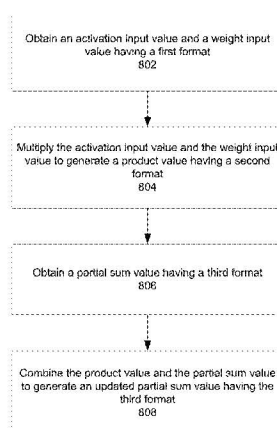 Obtain an activation input value and a weight input
value having a first format
802
Multiply the activation input value and the weight input
value to generate a product value having a second
format
804
Obtain a partial sum value having a third format
806
Combine the product value and the partial sum value
to generate an updated partial sum value having the
third format
808